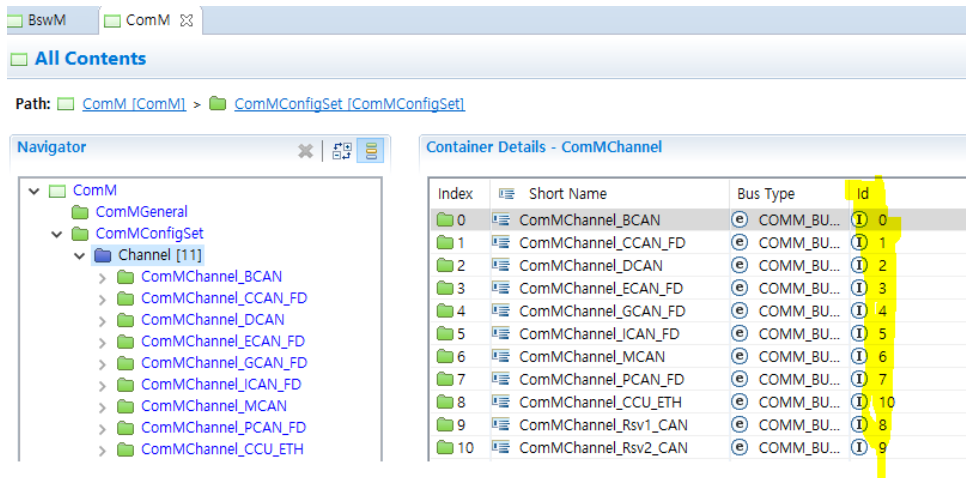 BswM ComM
All Contents
Path: ComM [ComM] > ComMConfigSet [ComMConfigSet]
Navigator
ComM
ComMGeneral
ComMConfigSet
Channel [11]
ComMChannel_BCAN
ComMChannel_CCAN_FD
ComMChannel_DCAN
ComMChannel_ECAN_FD
ComMChannel_GCAN_FD
ComMChannel_ICAN_FD
ComMChannel_MCAN
ComMChannel_PCAN_FD
ComMChannel_CCU_ETH
Container Details - ComMChannel
Index Short Name Bus Type Id
0 ComMChannel_BCAN COMM_BU... 0
1 ComMChannel_CCAN_FD COMM_BU... 1
2 ComMChannel_DCAN COMM_BU... 2
3 ComMChannel_ECAN_FD COMM_BU... 3
4 ComMChannel_GCAN_FD COMM_BU... 4
5 ComMChannel_ICAN_FD COMM_BU... 5
6 ComMChannel_MCAN COMM_BU... 6
7 ComMChannel_PCAN_FD COMM_BU... 7
8 ComMChannel_CCU_ETH COMM_BU... 10
9 ComMChannel_Rsv1_CAN COMM_BU... 8
10 ComMChannel_Rsv2_CAN COMM_BU... 9